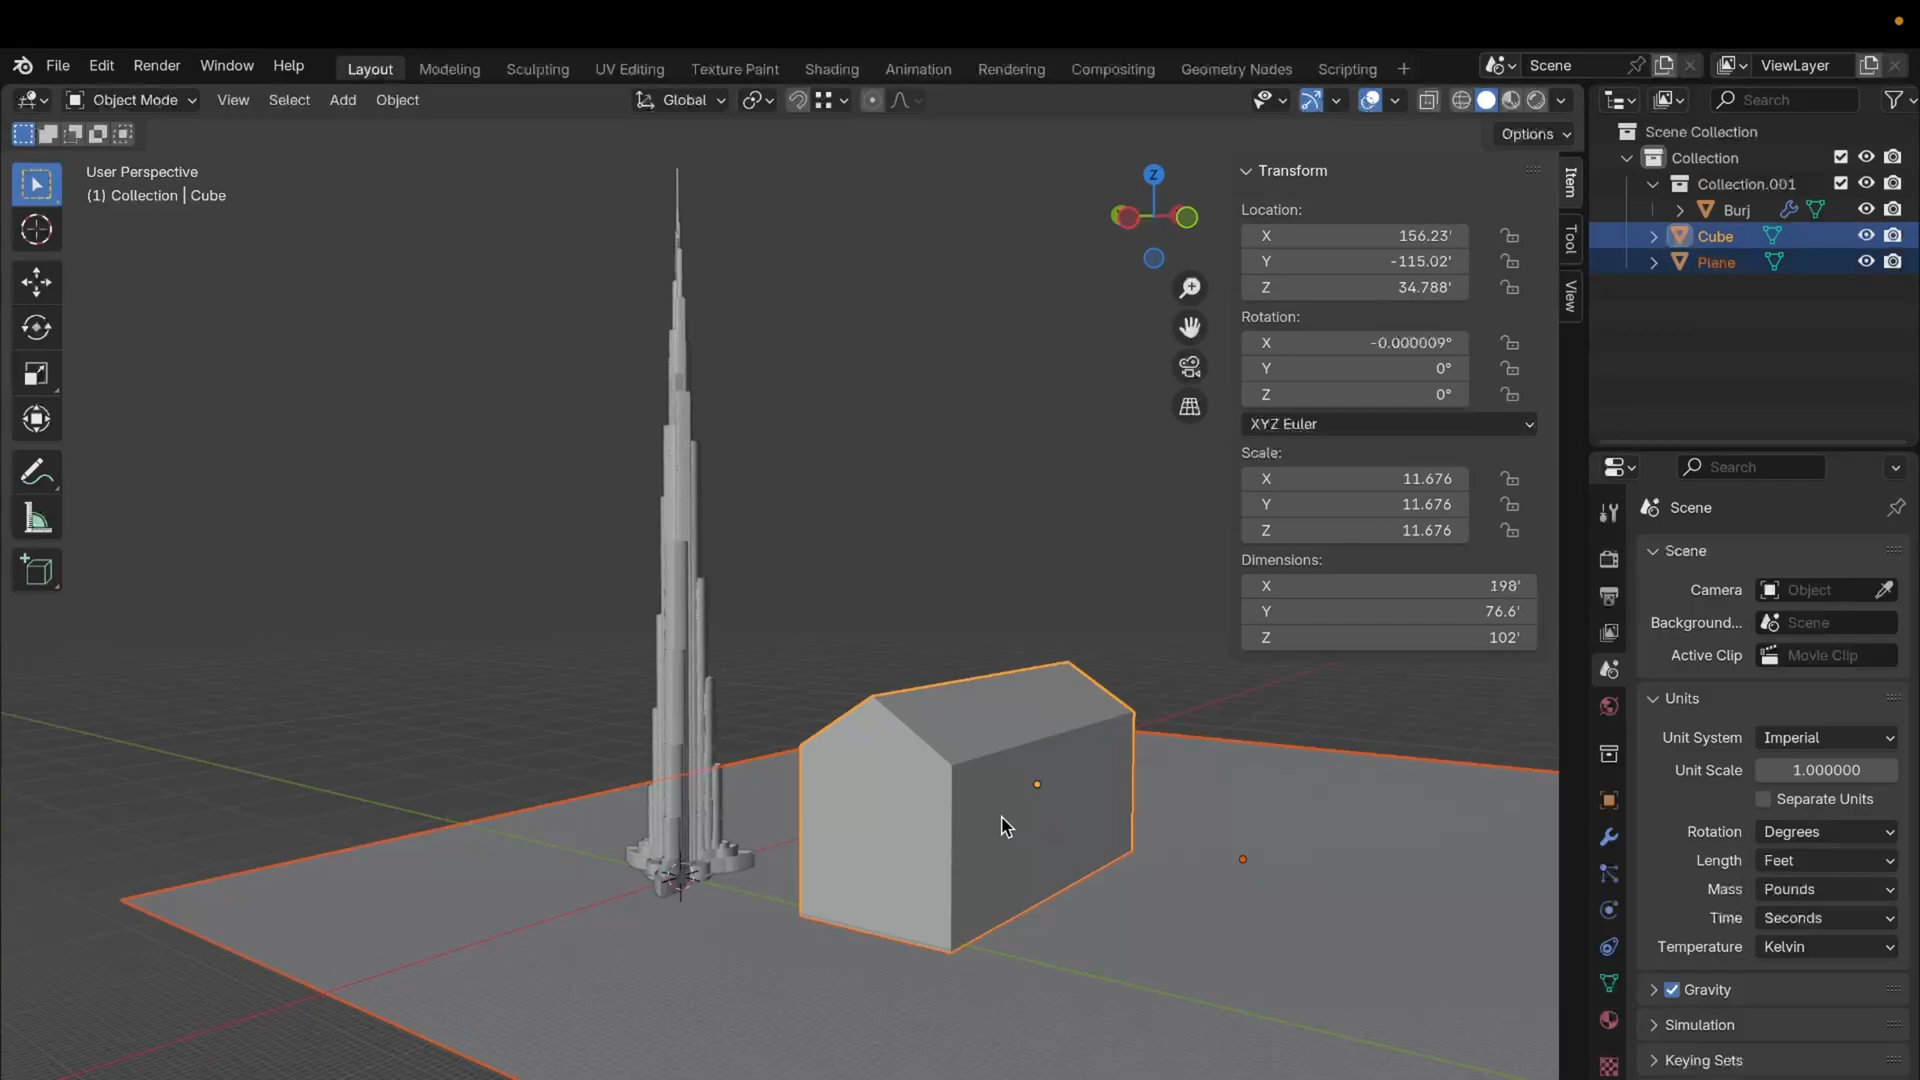 File Edit Render Window Help Layout Modeling Sculpting UV Editing Texture Paint Shading Animation Rendering Compositing Geometry Nodes Scripting + Scene ViewLayer
Object Mode View Select Add Object Global Search
Options
User Perspective
(1) Collection | Cube
Z
Transform
Location:
X 156.23'
Y -115.02'
Z 34.788'
Rotation:
X -0.000009°
Y 0°
Z 0°
XYZ Euler
Scale:
X 11.676
Y 11.676
Z 11.676
Dimensions:
X 198'
Y 76.6'
Z 102'
Item
Tool
View
Scene Collection
Collection
Collection.001
Burj
Cube
Plane
Search
Scene
Scene
Camera Object
Background... Scene
Active Clip Movie Clip
Units
Unit System Imperial
Unit Scale 1.000000
Separate Units
Rotation Degrees
Length Feet
Mass Pounds
Time Seconds
Temperature Kelvin
Gravity
Simulation
Keying Sets